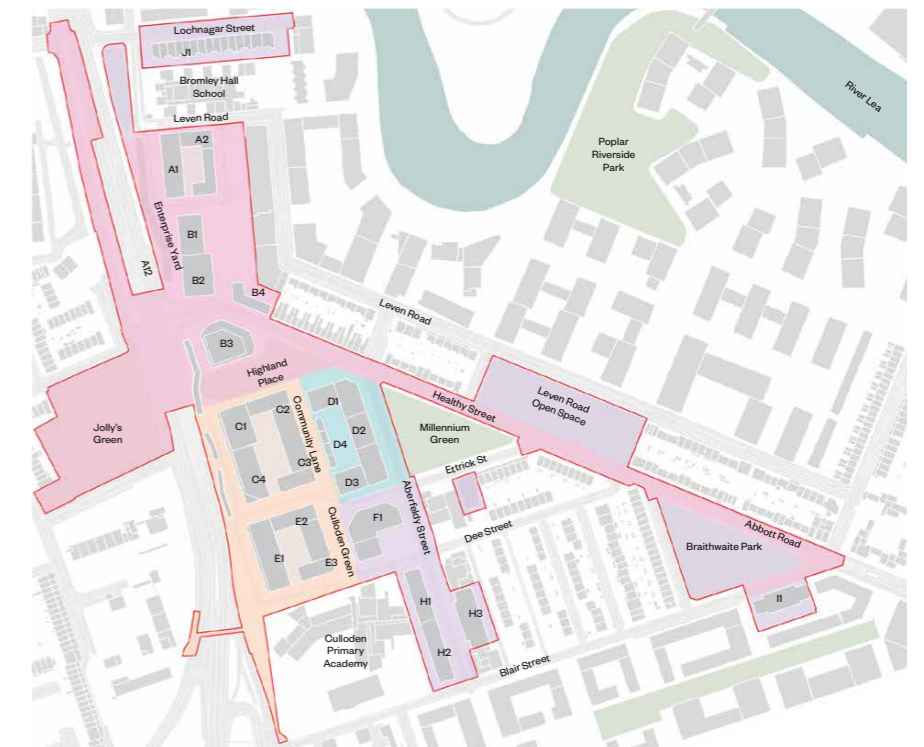 Lochnagar Street
J1
Bromley Hall
School
Leven Road
River Lea
Poplar
Riverside
Park
A2
A1
Enterprise Yard
B1
A12
B2
B4
Leven Road
B3
Highland
Place
Healthy Street
Leven Road
Open Space
Jolly's
Green
C1
C2
Community Lane
D1
D2
D4
C3
C4
D3
Millennium
Green
Ettrick St
Aberfeldy Street
E2
E1
E3
Oulloden Green
F1
Dee Street
Abbott Road
Braithwaite Park
I1
H1
H3
H2
Culloden
Primary
Academy
Blair Street